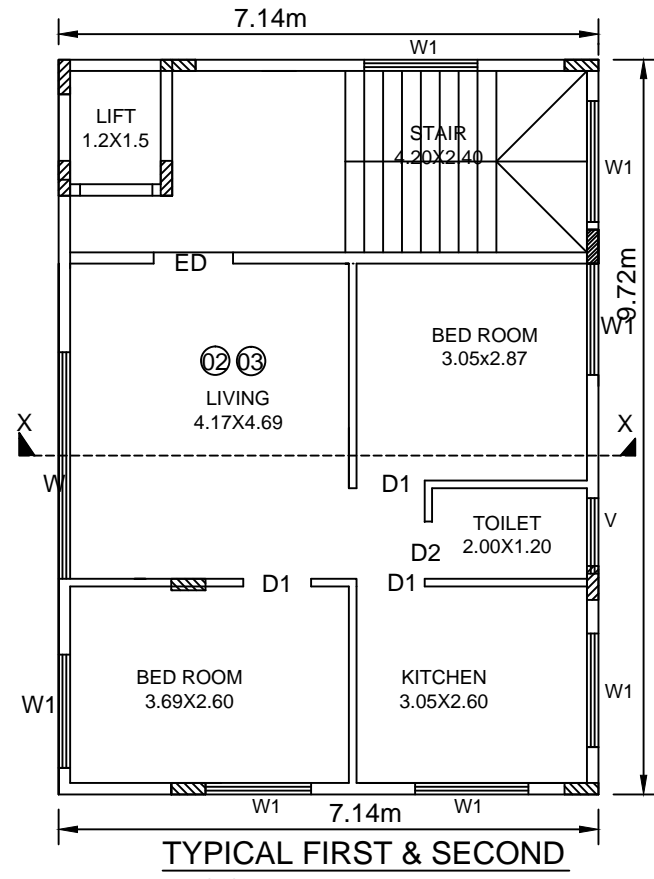 7.14m
W1
LIFT
1.2X1.5
STAIR
4.20X2.40
W1
ED
9.72m
W1
BED ROOM
3.05x2.87
02 03
LIVING
4.17X4.69
X
X
W
D1
V
TOILET
2.00X1.20
D2
D1
D1
BED ROOM
3.69X2.60
KITCHEN
3.05X2.60
W1
W1
W1
7.14m
W1
TYPICAL FIRST & SECOND